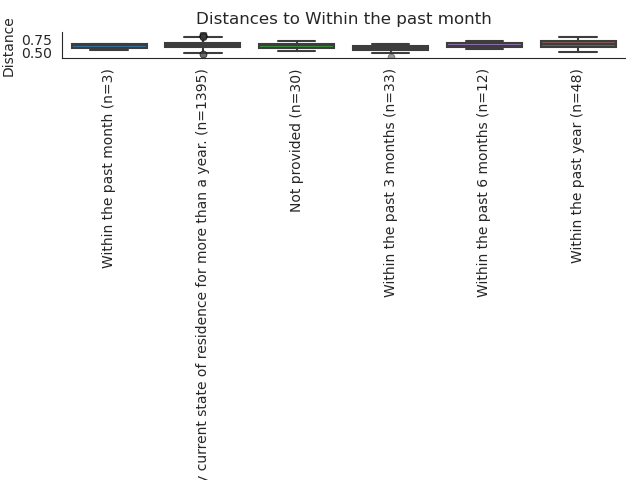 Distances to Within the past month
Distance
0.75
0.50
Within the past month (n=3)
current state of residence for more than a year. (n=1395)
Not provided (n=30)
Within the past 3 months (n=33)
Within the past 6 months (n=12)
Within the past year (n=48)